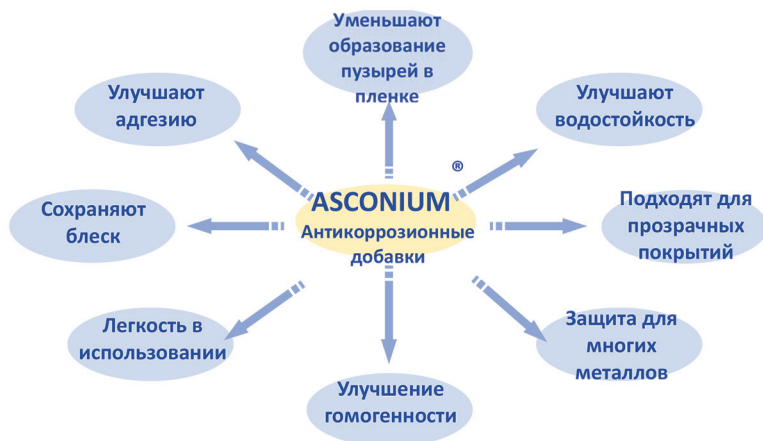 Уменьшают
образование
пузырей в
пленке
Улучшают
адгезию
Улучшают
водостойкость
®
ASCONIUM
Антикоррозионные
добавки
Сохраняют
блеск
Подходят для
прозрачных
покрытий
Легкость в
использовании
Защита для
многих
металлов
Улучшение
гомогенности